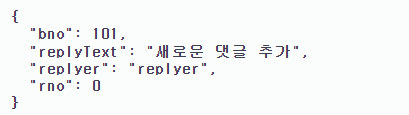 {
  "bno": 101,
  "replyText": "새로운 댓글 추가",
  "replyer": "replyer",
  "rno": 0
}